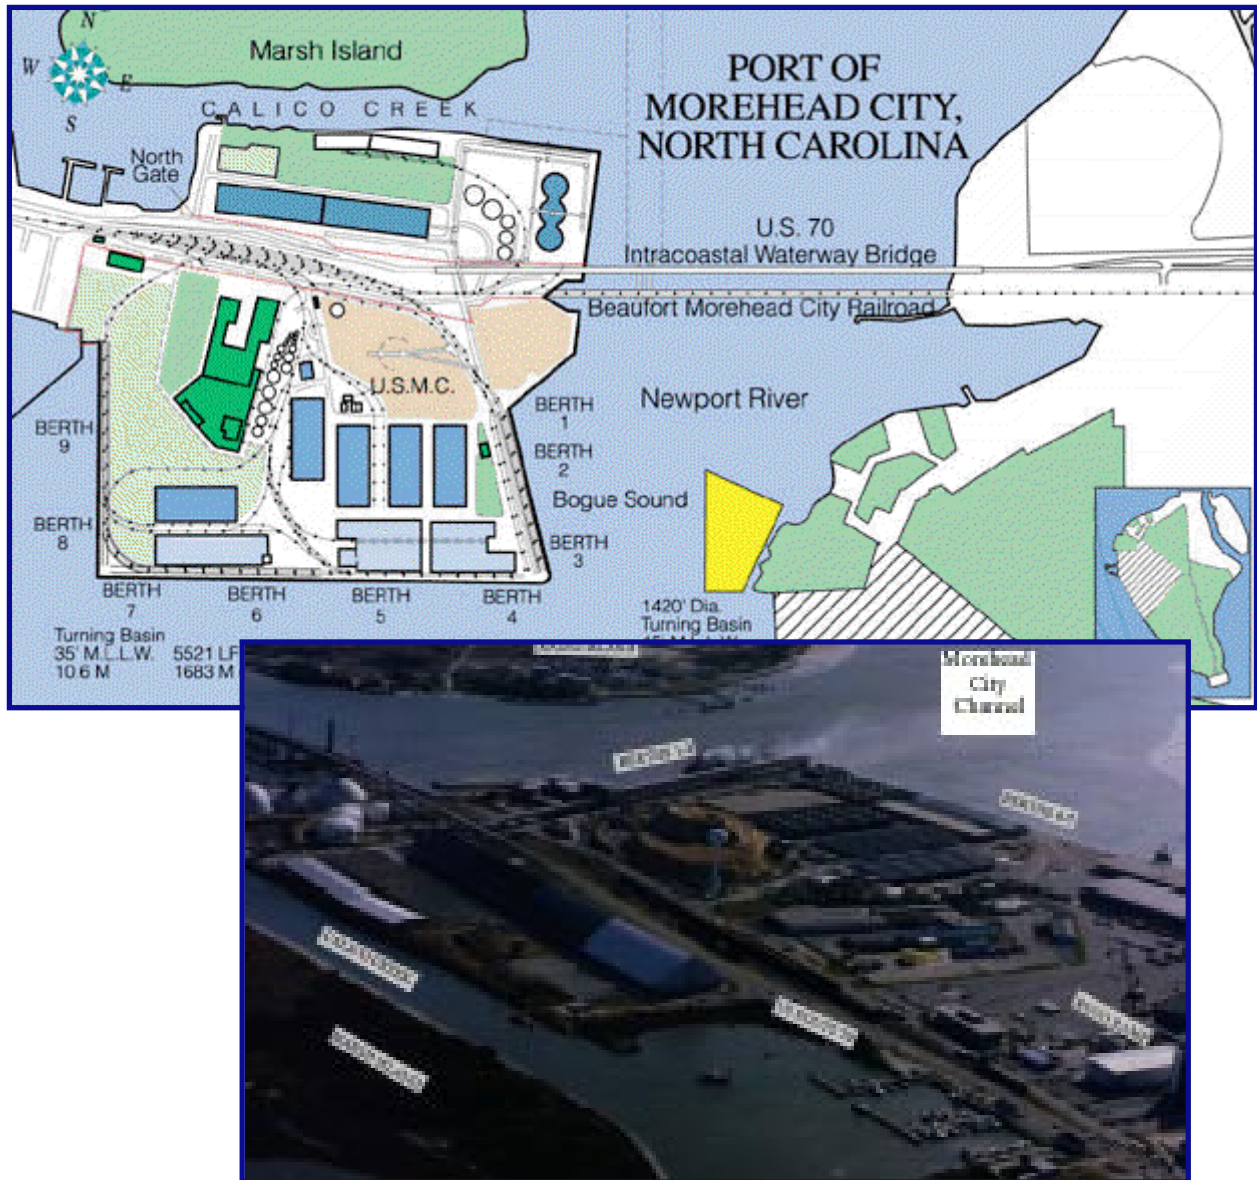 N
W
E
S
Marsh Island
CALICO CREEK
PORT OF
MOREHEAD CITY,
NORTH CAROLINA
North
Gate
U.S. 70
Intracoastal Waterway Bridge
Beaufort Morehead City Railroad
U.S.M.C.
Newport River
BERTH
1
BERTH
2
Bogue Sound
BERTH
3
BERTH
9
BERTH
8
BERTH
7
BERTH
6
BERTH
5
BERTH
4
Turning Basin
35' M.L.L.W.
10.6 M
5521 LF
1683 M
1420' Dia.
Turning Basin
Morehead
City
Channel